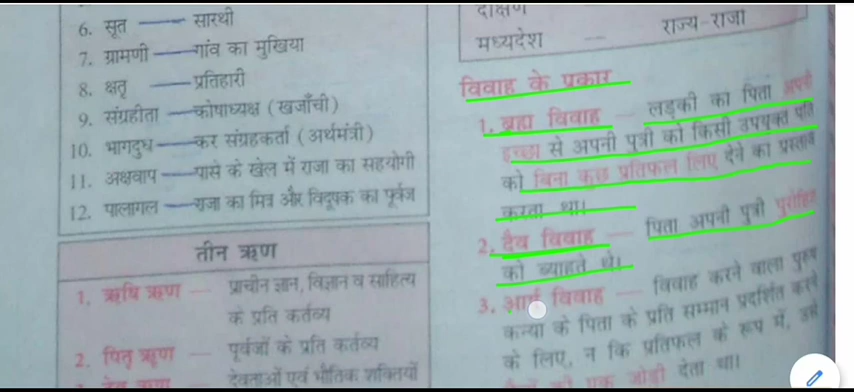 6. सूत — सारथी
7. ग्रामणी — गांव का मुखिया
8. क्षतृ — प्रतिहारी
9. संग्रहीता — कोषाध्यक्ष (खजाँची)
10. भागदुध — कर संग्रहकर्ता (अर्थमंत्री)
11. अक्षवाप — पासे के खेल में राजा का सहयोगी
12. पालागल — राजा का मित्र और विदूषक का पूर्वज
तीन ऋण
1. ऋषि ऋण — प्राचीन ज्ञान, विज्ञान व साहित्य
के प्रति कर्तव्य
2. पितृ ऋण — पूर्वजों के प्रति कर्तव्य
देवताओं एवं भौतिक शक्तियों
दक्षिण
मध्यदेश — राज्य-राजा
विवाह के प्रकार
1. ब्रह्म विवाह — लड़की का पिता अपनी
इच्छा से अपनी पुत्री को किसी उपयुक्त पति
को बिना कुछ प्रतिफल लिए देने का प्रस्ताव
करता था।
2. दैव विवाह — पिता अपनी पुत्री पुरोहित
को ब्याहते थे।
3. आर्ष विवाह — विवाह करने वाला पुरुष
कन्या के पिता के प्रति सम्मान प्रदर्शित करने
के लिए, न कि प्रतिफल के रूप में, उसे
एक जोड़ी देता था।